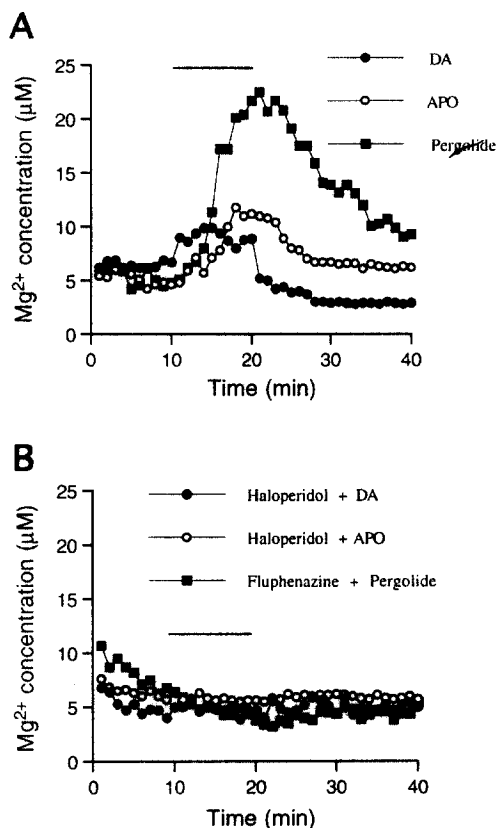 A
25
20
15
10
5
0
Mg2+ concentration (μM)
DA
APO
Pergolide
0 10 20 30 40
Time (min)
B
25
20
15
10
5
0
Mg2+ concentration (μM)
Haloperidol + DA
Haloperidol + APO
Fluphenazine + Pergolide
0 10 20 30 40
Time (min)